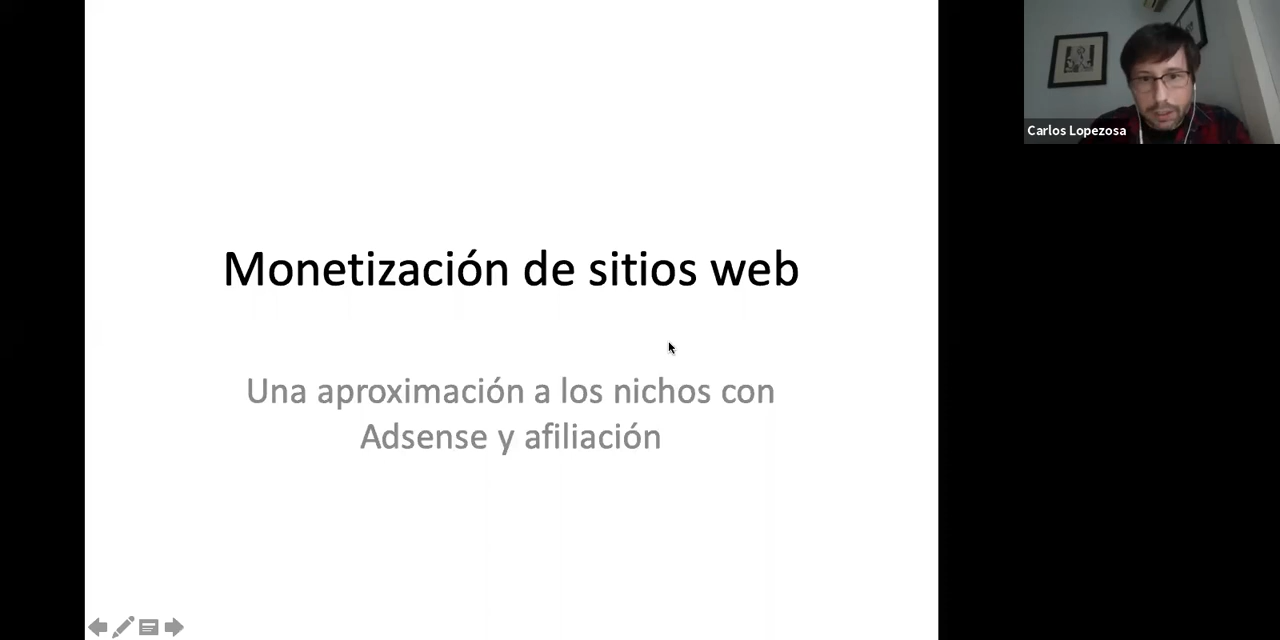 Monetización de sitios web
Una aproximación a los nichos con
Adsense y afiliación
Carlos Lopezosa